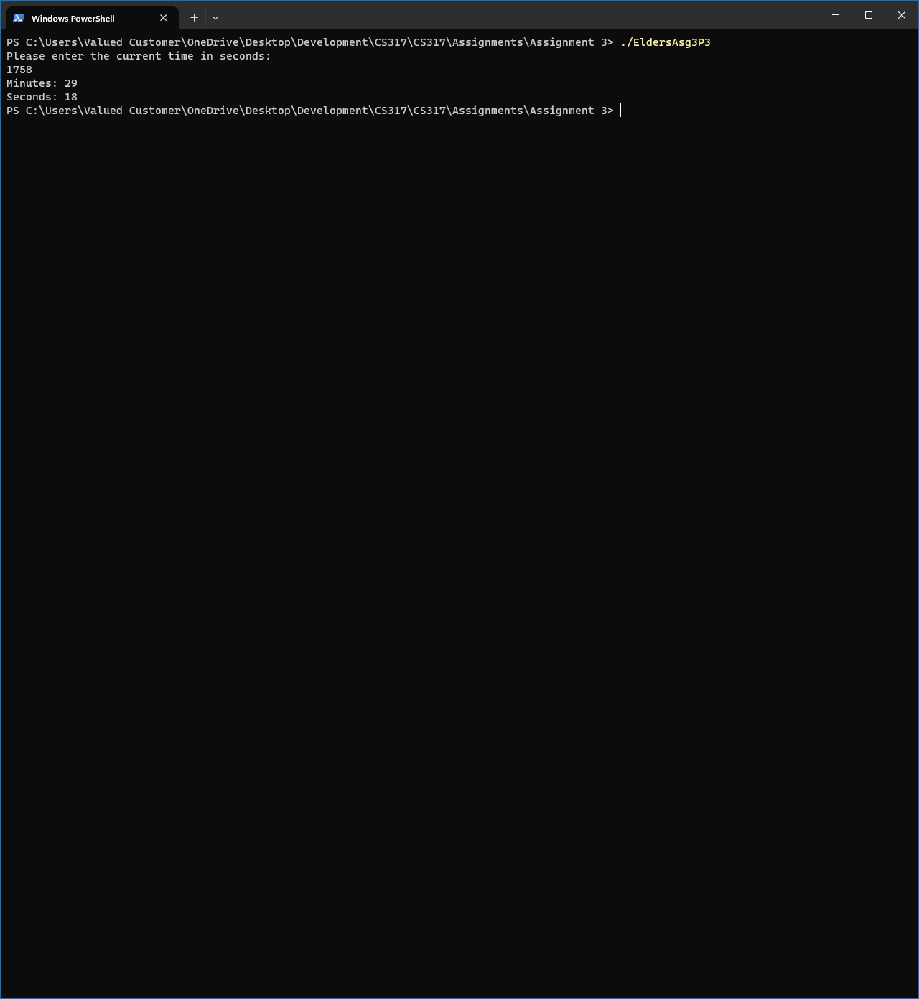 Windows PowerShell
PS C:\Users\Valued Customer\OneDrive\Desktop\Development\CS317\CS317\Assignments\Assignment 3> ./EldersAsg3P3
Please enter the current time in seconds:
1758
Minutes: 29
Seconds: 18
PS C:\Users\Valued Customer\OneDrive\Desktop\Development\CS317\CS317\Assignments\Assignment 3>